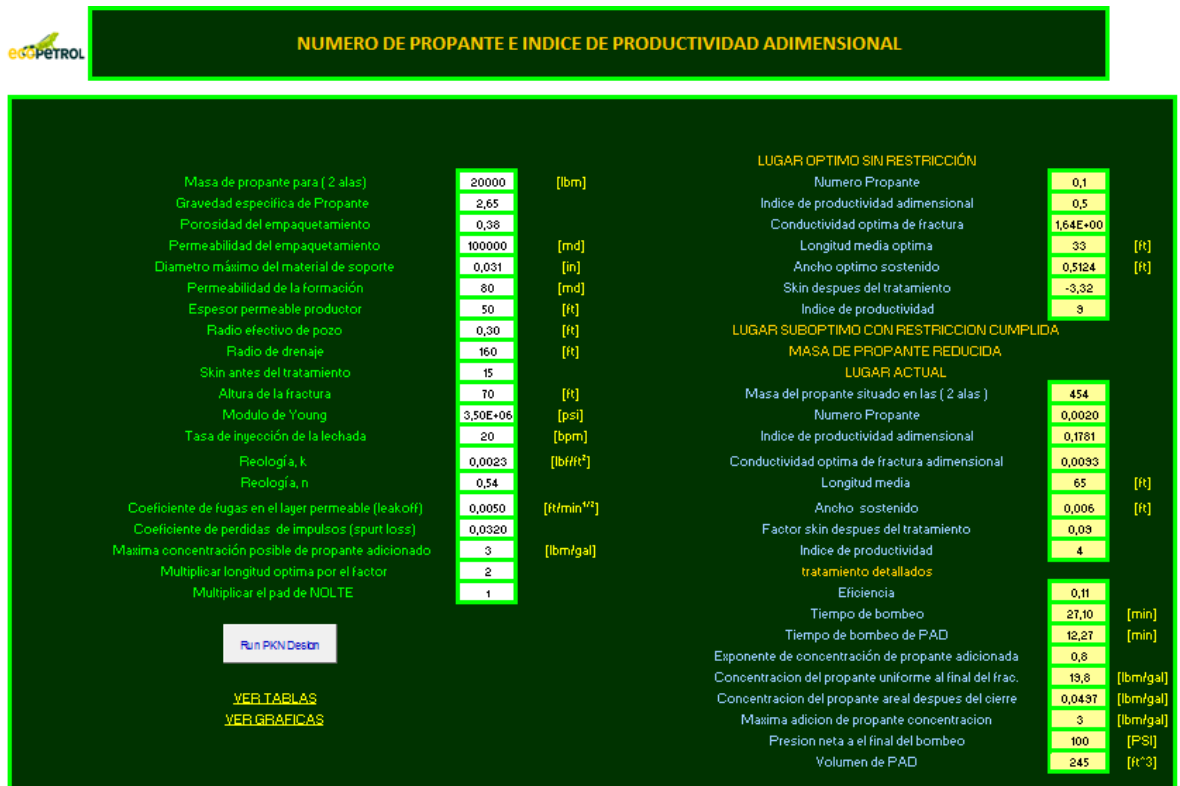 ecoPETROL
NUMERO DE PROPANTE E INDICE DE PRODUCTIVIDAD ADIMENSIONAL
Masa de propante para ( 2 alas) 20000 [lbm]
Gravedad especifica de Propante 2,65
Porosidad del empaquetamiento 0,38
Permeabilidad del empaquetamiento 100000 [md]
Diametro máximo del material de soporte 0,031 [in]
Permeabilidad de la formación 80 [md]
Espesor permeable productor 50 [ft]
Radio efectivo de pozo 0,30 [ft]
Radio de drenaje 160 [ft]
Skin antes del tratamiento 15
Altura de la fractura 70 [ft]
Modulo de Young 3,50E+06 [psi]
Tasa de inyección de la lechada 20 [bpm]
Reología, k 0,0023 [lbf/ft²]
Reología, n 0,54
Coeficiente de fugas en el layer permeable (leakoff) 0,0050 [ft/min¹/²]
Coeficiente de perdidas de impulsos (spurt loss) 0,0320
Maxima concentración posible de propante adicionado 3 [lbm/gal]
Multiplicar longitud optima por el factor 2
Multiplicar el pad de NOLTE 1
Run PKN Design
VER TABLAS
VER GRAFICAS
LUGAR OPTIMO SIN RESTRICCIÓN
Numero Propante 0,1
Indice de productividad adimensional 0,5
Conductividad optima de fractura 1,64E+00
Longitud media optima 33 [ft]
Ancho optimo sostenido 0,5124 [ft]
Skin despues del tratamiento -3,32
Indice de productividad 9
LUGAR SUBOPTIMO CON RESTRICCION CUMPLIDA
MASA DE PROPANTE REDUCIDA
LUGAR ACTUAL
Masa del propante situado en las ( 2 alas ) 454
Numero Propante 0,0020
Indice de productividad adimensional 0,1781
Conductividad optima de fractura adimensional 0,0093
Longitud media 65 [ft]
Ancho sostenido 0,006 [ft]
Factor skin despues del tratamiento 0,09
Indice de productividad 4
tratamiento detallados
Eficiencia 0,11
Tiempo de bombeo 27,10 [min]
Tiempo de bombeo de PAD 12,27 [min]
Exponente de concentración de propante adicionada 0,8
Concentracion del propante uniforme al final del frac. 19,8 [lbm/gal]
Concentracion del propante areal despues del cierre 0,0497 [lbm/gal]
Maxima adicion de propante concentracion 3 [lbm/gal]
Presion neta a el final del bombeo 100 [PSI]
Volumen de PAD 245 [ft^3]